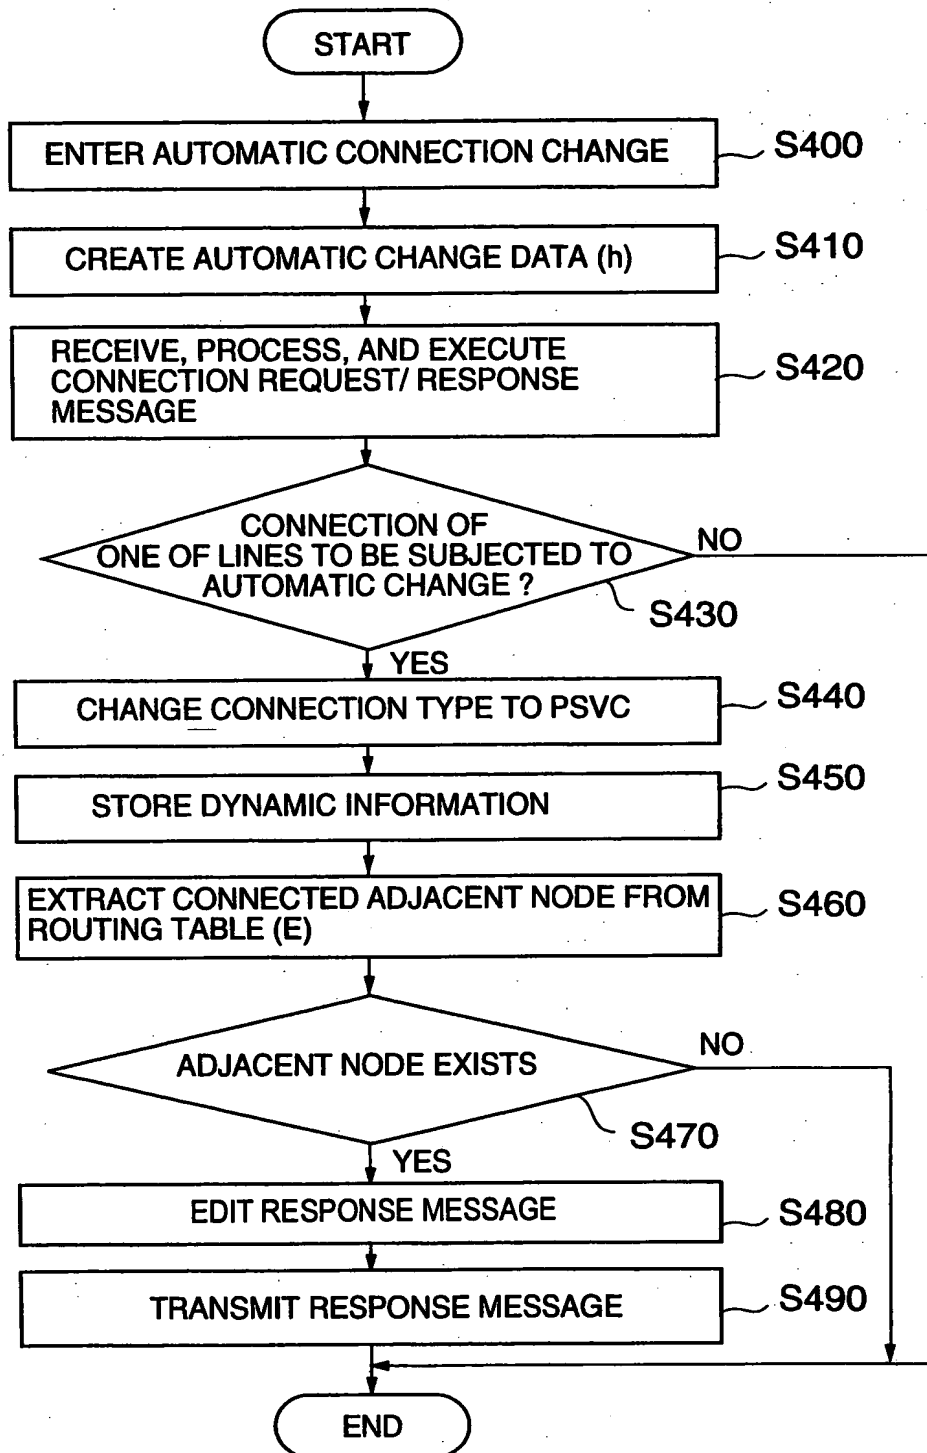 START
ENTER AUTOMATIC CONNECTION CHANGE
S400
CREATE AUTOMATIC CHANGE DATA (h)
S410
RECEIVE, PROCESS, AND EXECUTE
CONNECTION REQUEST/ RESPONSE
MESSAGE
S420
CONNECTION OF
ONE OF LINES TO BE SUBJECTED TO
AUTOMATIC CHANGE ?
NO
S430
YES
CHANGE CONNECTION TYPE TO PSVC
S440
STORE DYNAMIC INFORMATION
S450
EXTRACT CONNECTED ADJACENT NODE FROM
ROUTING TABLE (E)
S460
ADJACENT NODE EXISTS
NO
S470
YES
EDIT RESPONSE MESSAGE
S480
TRANSMIT RESPONSE MESSAGE
S490
END